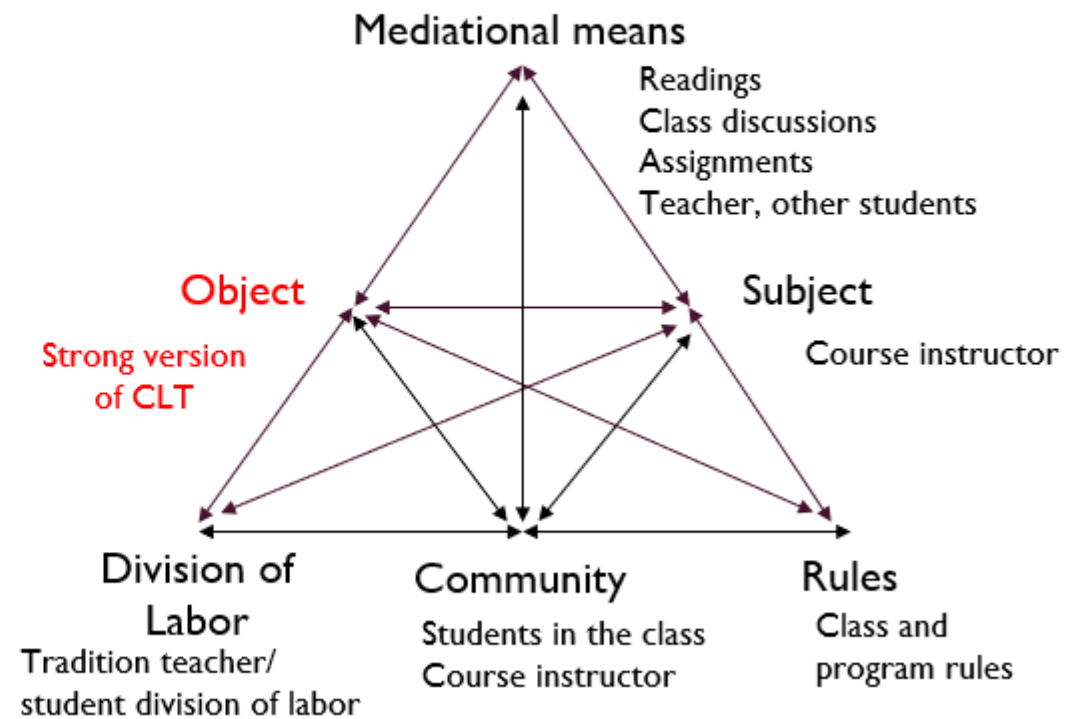 Mediational means
Readings
Class discussions
Assignments
Teacher, other students
Object
Strong version
of CLT
Subject
Course instructor
Division of
Labor
Tradition teacher/
student division of labor
Community
Students in the class
Course instructor
Rules
Class and
program rules